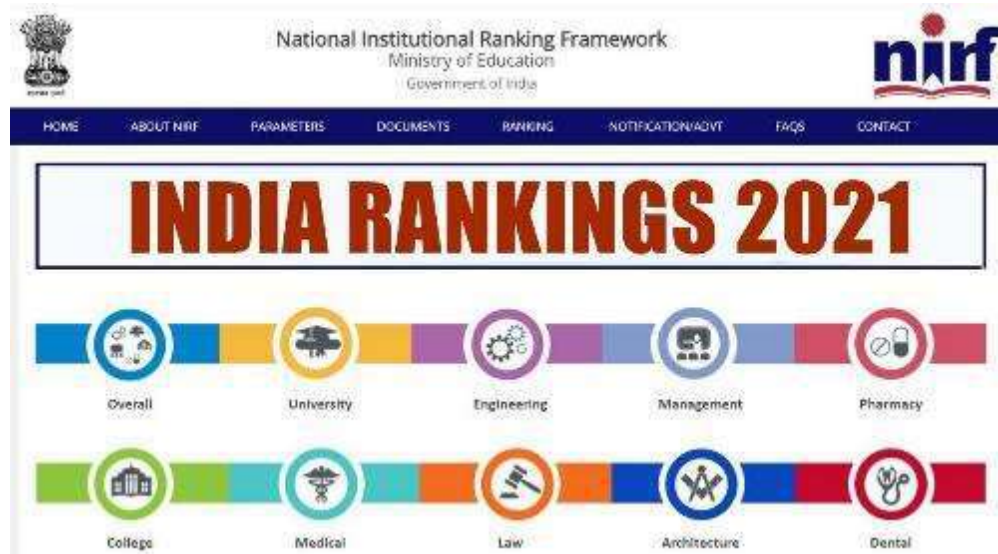 National Institutional Ranking Framework
Ministry of Education
Government of India
nirf
HOME ABOUT NIRF PARAMETERS DOCUMENTS RANKING NOTIFICATION/ADVT FAQS CONTACT
INDIA RANKINGS 2021
Overall University Engineering Management Pharmacy
College Medical Law Architecture Dental